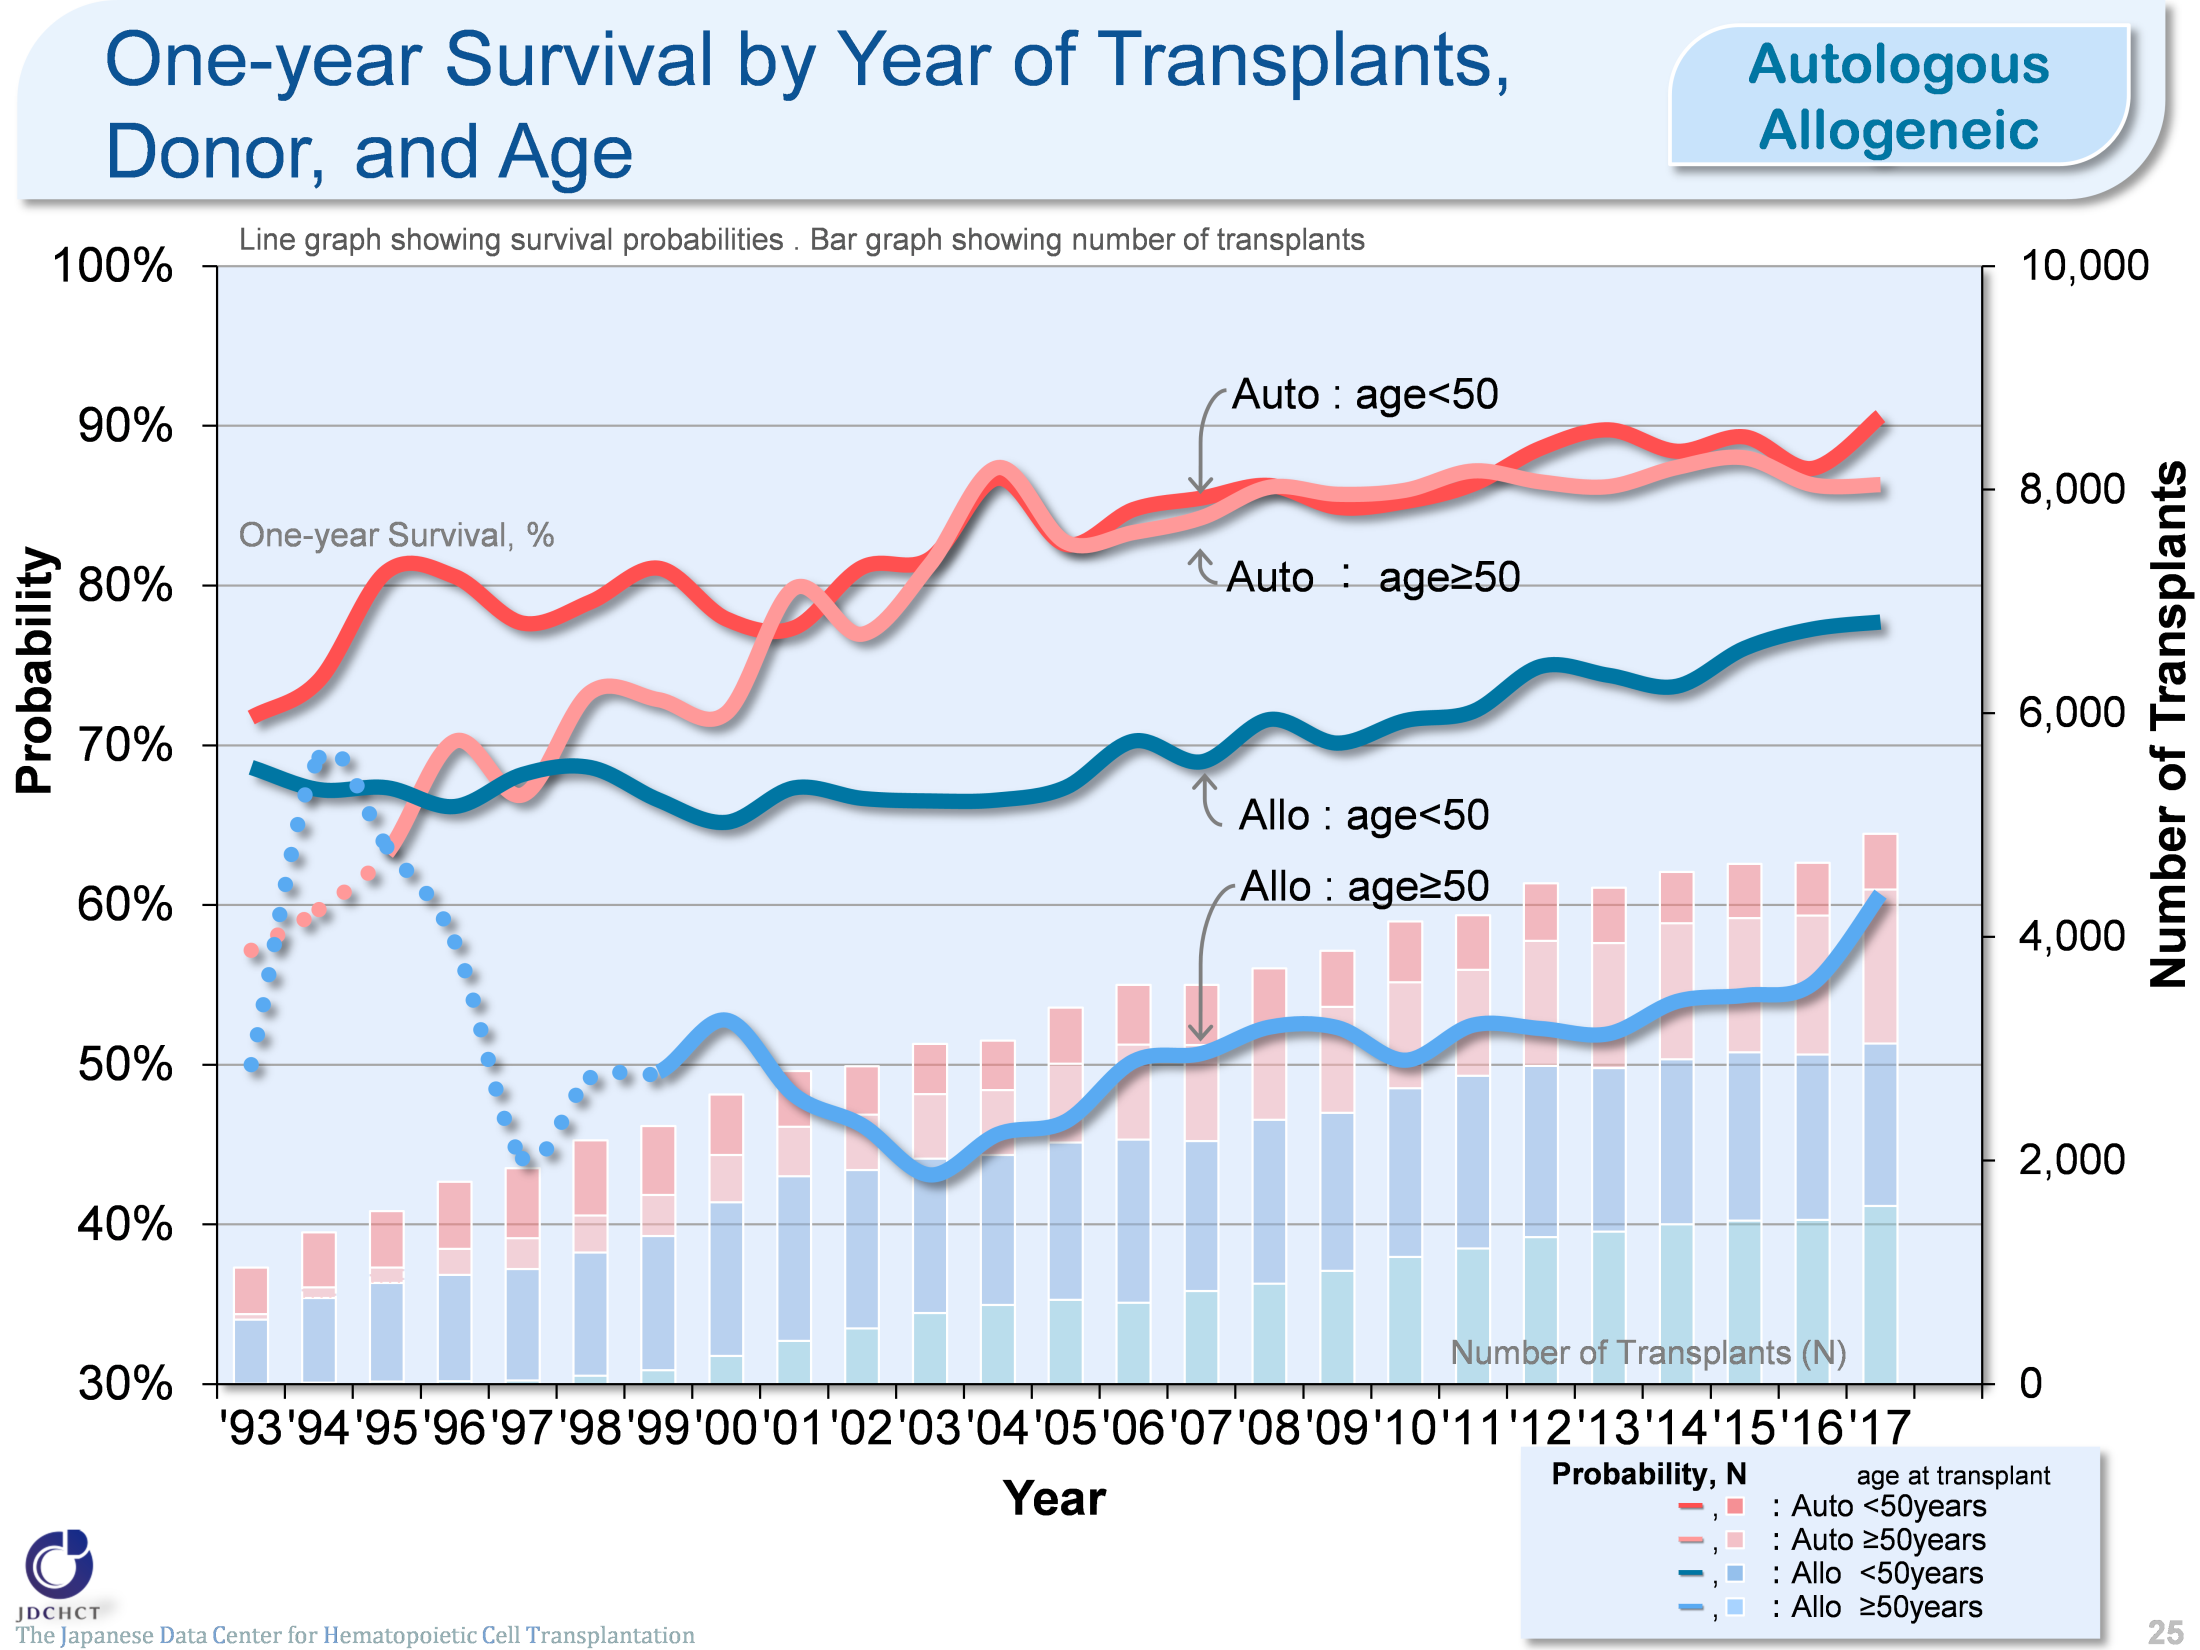 One-year Survival by Year of Transplants,
Donor, and Age
Autologous
Allogeneic
Line graph showing survival probabilities . Bar graph showing number of transplants
100%
90%
80%
70%
60%
50%
40%
30%
Probability
One-year Survival, %
Auto : age<50
Auto : age≥50
Allo : age<50
Allo : age≥50
10,000
8,000
6,000
4,000
2,000
0
Number of Transplants
Number of Transplants (N)
'93 '94 '95 '96 '97 '98 '99 '00 '01 '02 '03 '04 '05 '06 '07 '08 '09 '10 '11 '12 '13 '14 '15 '16 '17
Year
Probability, N age at transplant
, : Auto <50years
, : Auto ≥50years
, : Allo <50years
, : Allo ≥50years
JDCHCT
The Japanese Data Center for Hematopoietic Cell Transplantation
25